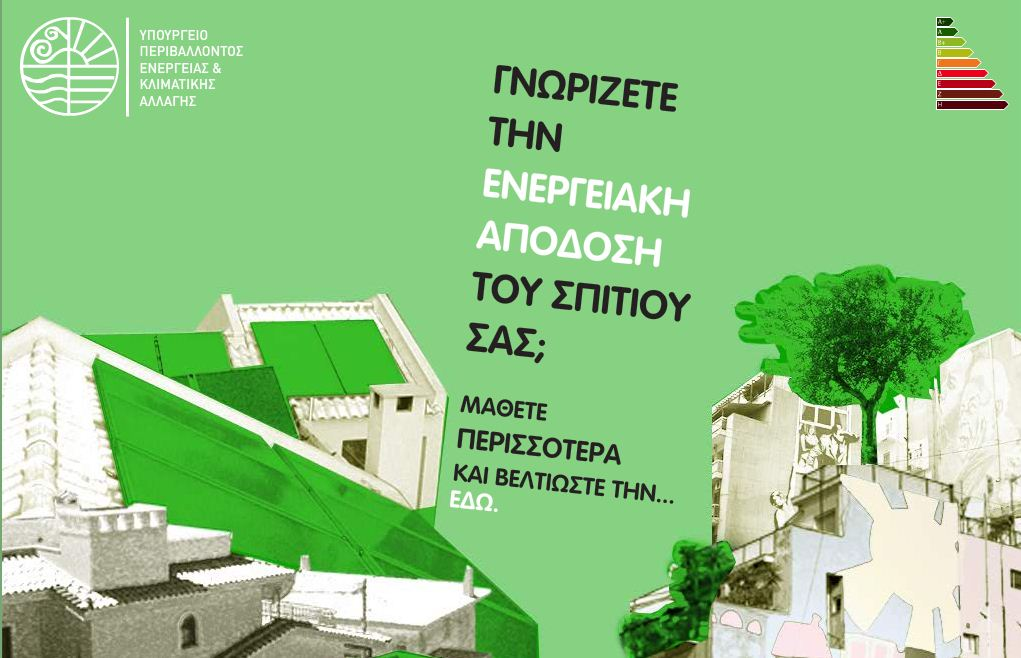 ΥΠΟΥΡΓΕΙΟ
ΠΕΡΙΒΑΛΛΟΝΤΟΣ
ΕΝΕΡΓΕΙΑΣ &
ΚΛΙΜΑΤΙΚΗΣ
ΑΛΛΑΓΗΣ
Α+
Α
Β+
Β
Γ
Δ
Ε
Ζ
Η
ΓΝΩΡΙΖΕΤΕ
ΤΗΝ
ΕΝΕΡΓΕΙΑΚΗ
ΑΠΟΔΟΣΗ
ΤΟΥ ΣΠΙΤΙΟΥ
ΣΑΣ;
ΜΑΘΕΤΕ
ΠΕΡΙΣΣΟΤΕΡΑ
ΚΑΙ ΒΕΛΤΙΩΣΤΕ ΤΗΝ...
ΕΔΩ.